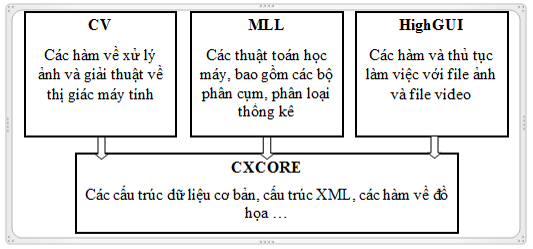 CV
Các hàm về xử lý
ảnh và giải thuật về
thị giác máy tính
MLL
Các thuật toán học
máy, bao gồm các bộ
phân cụm, phân loại
thống kê
HighGUI
Các hàm và thủ tục
làm việc với file ảnh
và file video
CXCORE
Các cấu trúc dữ liệu cơ bản, cấu trúc XML, các hàm về đồ
họa …